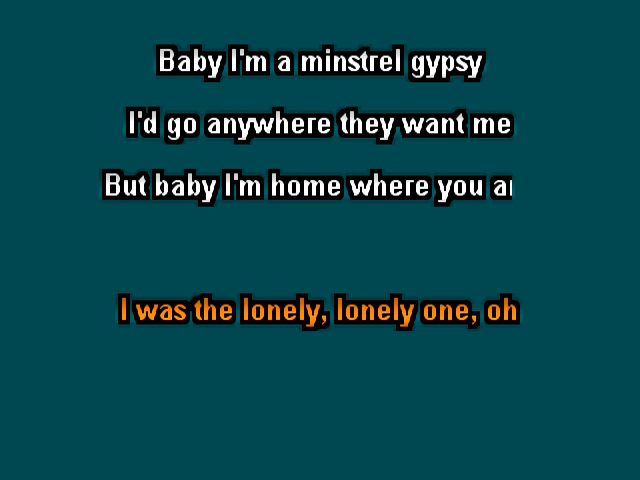 Baby I'm a minstrel gypsy
I'd go anywhere they want me
But baby I'm home where you
I was the lonely, lonely one, oh